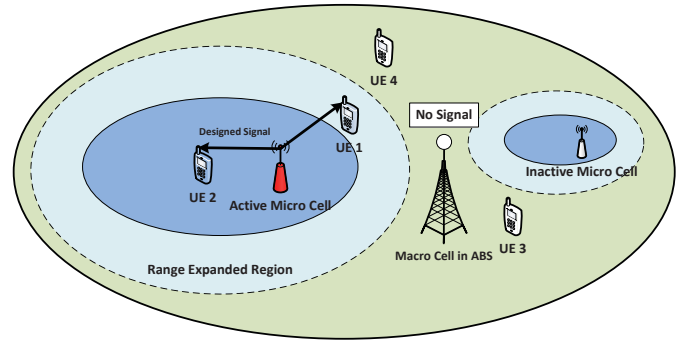 UE 4
No Signal
Designed Signal
UE 1
Inactive Micro Cell
UE 2
Active Micro Cell
UE 3
Macro Cell in ABS
Range Expanded Region